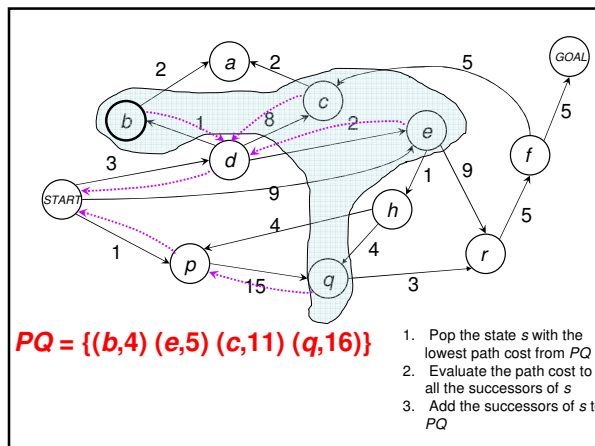 GOAL
a
2
2
5
c
5
b
1
8
2
e
d
f
3
9
1
9
START
h
5
4
4
r
1
p
15
q
3
PQ = {(b,4) (e,5) (c,11) (q,16)}
1. Pop the state s with the
lowest path cost from PQ
2. Evaluate the path cost to
all the successors of s
3. Add the successors of s t
PQ